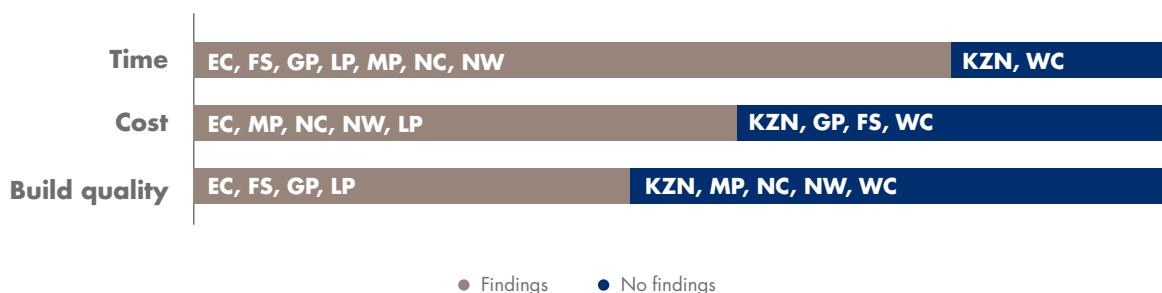 Time EC, FS, GP, LP, MP, NC, NW KZN, WC
Cost EC, MP, NC, NW, LP KZN, GP, FS, WC
Build quality EC, FS, GP, LP KZN, MP, NC, NW, WC
Findings No findings